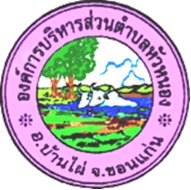 องค์การบริหารส่วนตำบลหัวหนอง
อ.บ้านไผ่ จ.ขอนแก่น